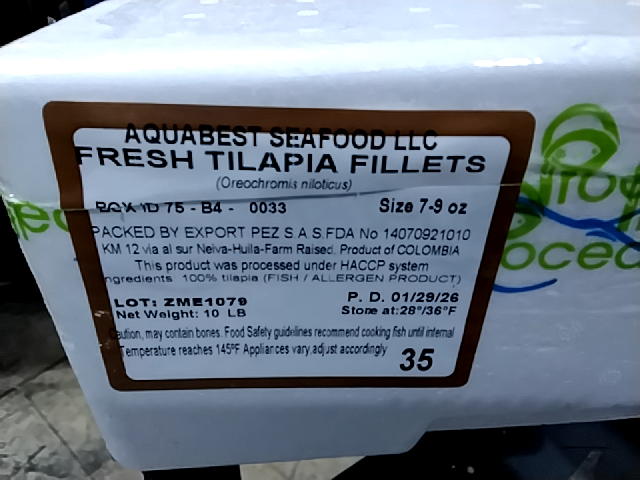 AQUABEST SEAFOOD LLC
FRESH TILAPIA FILLETS
(Oreochromis niloticus)
BOX ID 75 - B4 - 0033 Size 7-9 oz
PACKED BY EXPORT PEZ S.A.S.FDA No 14070921010
KM 12 via al sur Neiva-Huila-Farm Raised. Product of COLOMBIA
This product was processed under HACCP system
Ingredients 100% tilapia (FISH / ALLERGEN PRODUCT)
LOT: ZME1079 P. D. 01/29/26
Net Weight: 10 LB Store at:28°/36°F
Caution, may contain bones. Food Safety guidelines recommend cooking fish until internal
Temperature reaches 145ºF Appliances vary,adjust accordingly
35